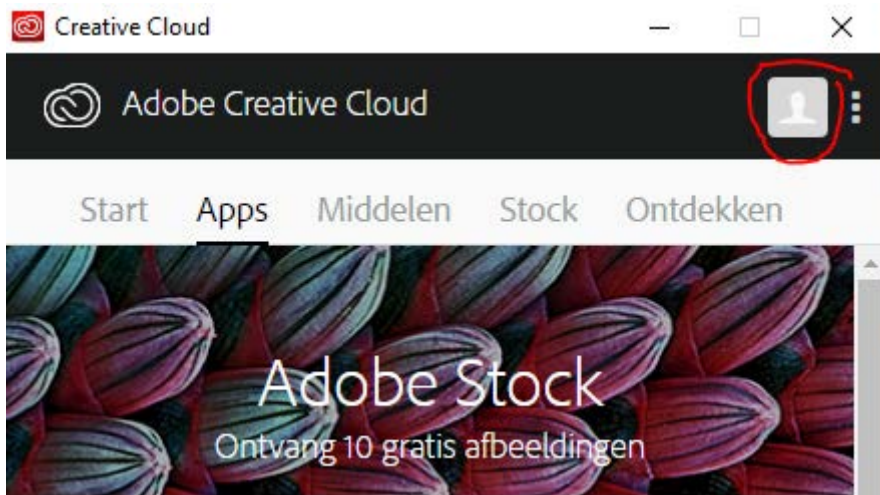 Creative Cloud
Adobe Creative Cloud
Start Apps Middelen Stock Ontdekken
Adobe Stock
Ontvang 10 gratis afbeeldingen